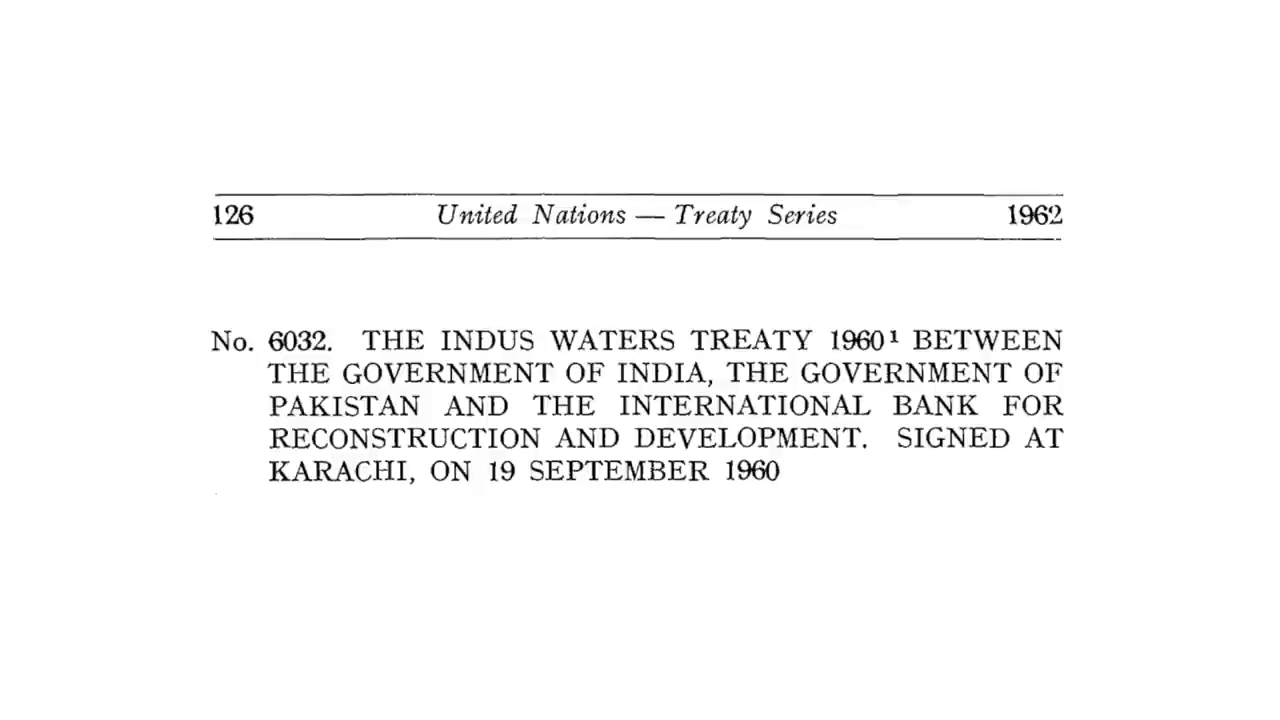 126 United Nations — Treaty Series 1962
No. 6032. THE INDUS WATERS TREATY 1960¹ BETWEEN
THE GOVERNMENT OF INDIA, THE GOVERNMENT OF
PAKISTAN AND THE INTERNATIONAL BANK FOR
RECONSTRUCTION AND DEVELOPMENT. SIGNED AT
KARACHI, ON 19 SEPTEMBER 1960